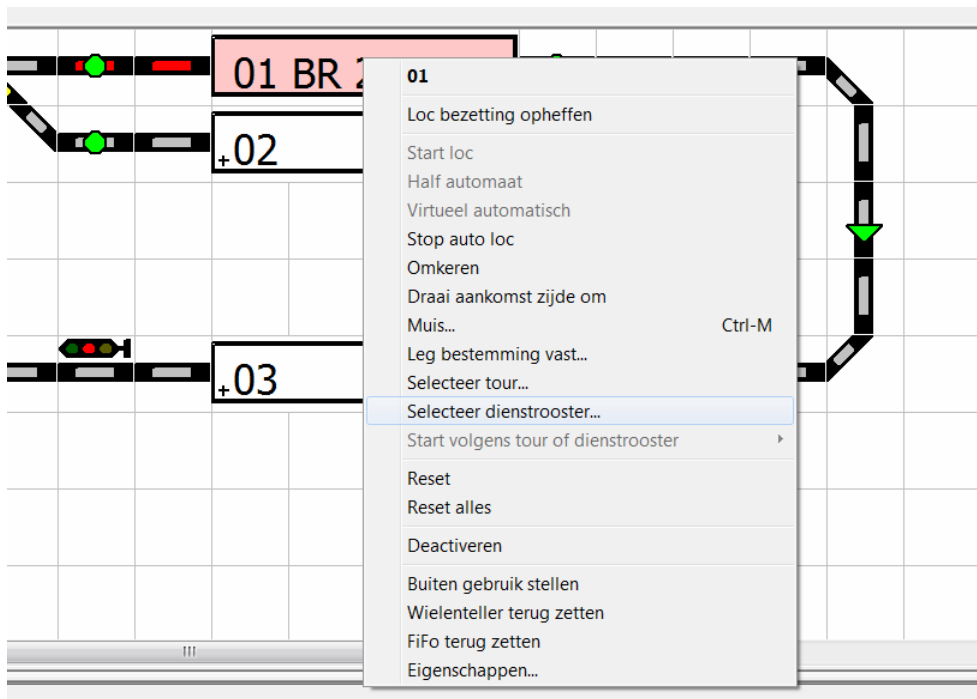 01 BR
+02
+03
01
Loc bezetting opheffen
Start loc
Half automaat
Virtueel automatisch
Stop auto loc
Omkeren
Draai aankomst zijde om
Muis... Ctrl-M
Leg bestemming vast...
Selecteer tour...
Selecteer dienstrooster...
Start volgens tour of dienstrooster
Reset
Reset alles
Deactiveren
Buiten gebruik stellen
Wielenteller terug zetten
FiFo terug zetten
Eigenschappen...